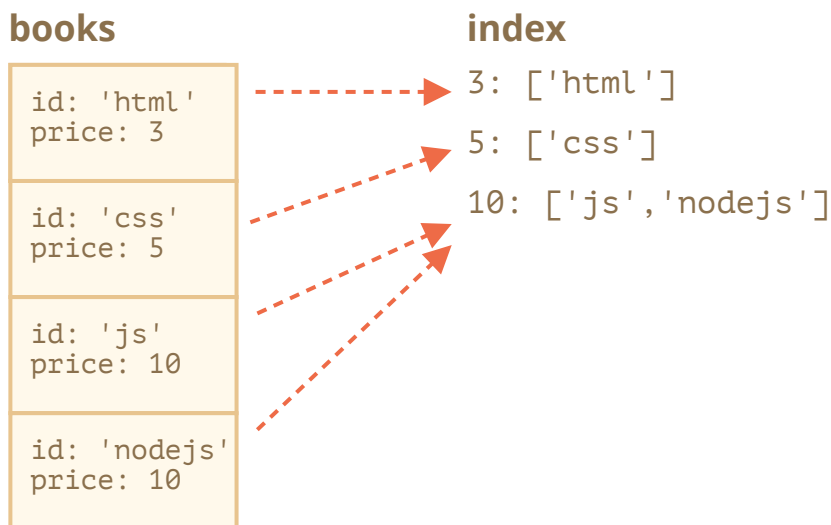 books
id: 'html'
price: 3
id: 'css'
price: 5
id: 'js'
price: 10
id: 'nodejs'
price: 10
index
3: ['html']
5: ['css']
10: ['js','nodejs']